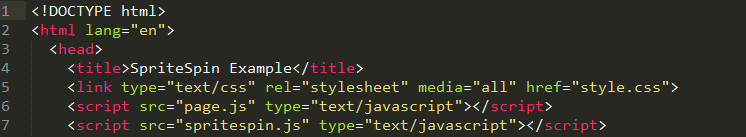 1 <!DOCTYPE html>
2 <html lang="en">
3 <head>
4 <title>SpriteSpin Example</title>
5 <link type="text/css" rel="stylesheet" media="all" href="style.css">
6 <script src="page.js" type="text/javascript"></script>
7 <script src="spritespin.js" type="text/javascript"></script>